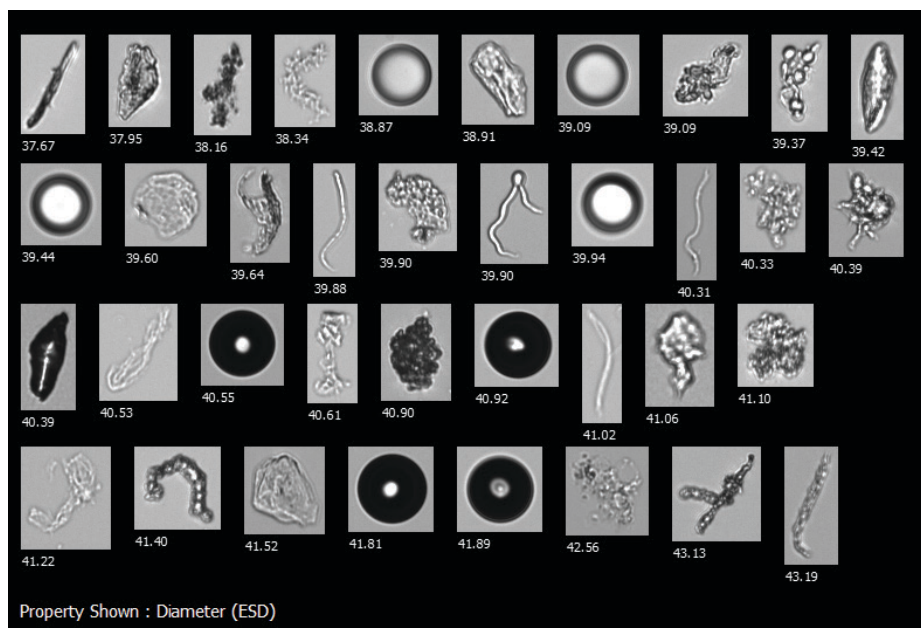 37.67 37.95 38.16 38.34 38.87 38.91 39.09 39.09 39.37 39.42
39.44 39.60 39.64 39.88 39.90 39.90 39.94 40.31 40.33 40.39
40.39 40.53 40.55 40.61 40.90 40.92 41.02 41.06 41.10
41.22 41.40 41.52 41.81 41.89 42.56 43.13 43.19
Property Shown : Diameter (ESD)